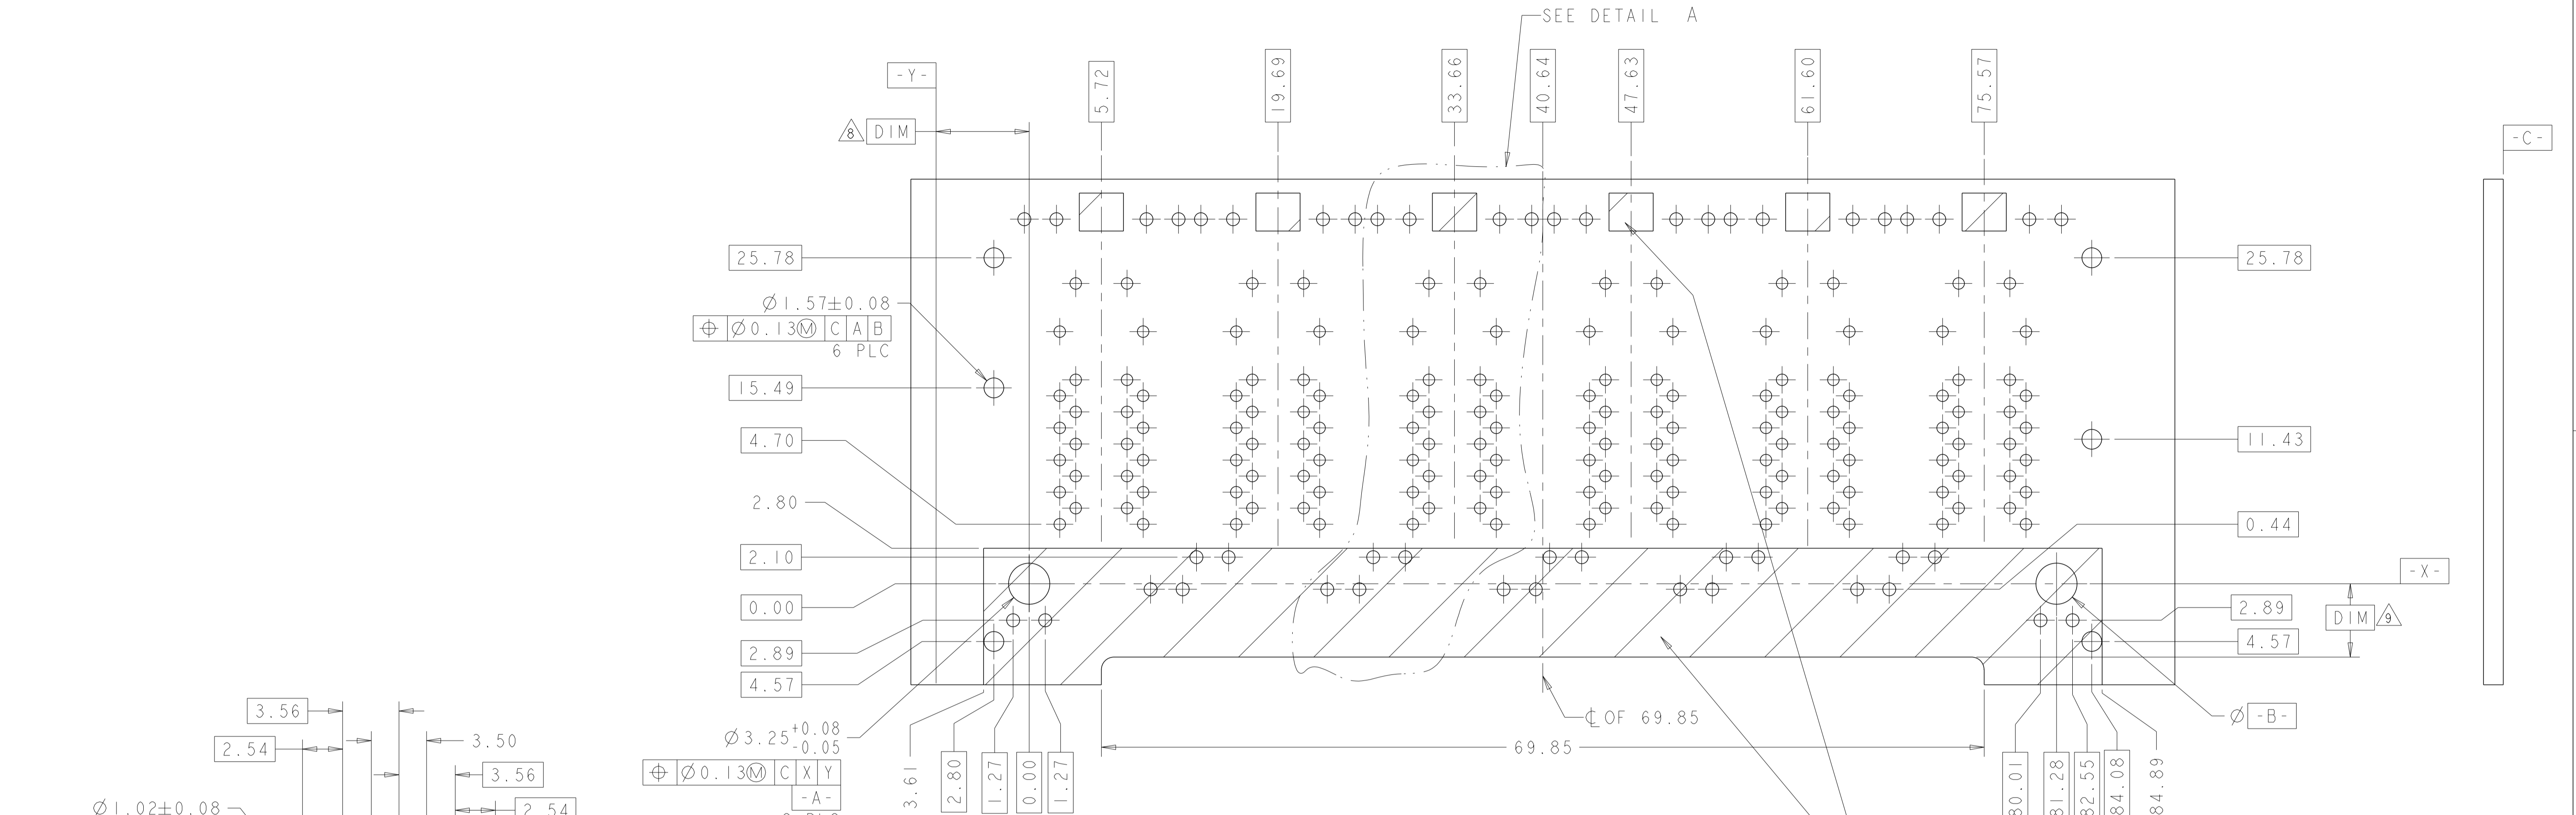 SEE DETAIL A
-Y-
5.72
19.69
33.66
40.64
47.63
61.60
75.57
-C-
8 DIM
25.78
25.78
Ø1.57±0.08
⌖ Ø0.13Ⓜ C A B
6 PLC
15.49
4.70
11.43
2.80
0.44
2.10
-X-
0.00
2.89
DIM 9
2.89
4.57
4.57
3.56
℄ OF 69.85
Ø -B-
Ø3.25 +0.08 -0.05
2.54
3.50
69.85
⌖ Ø0.13Ⓜ C X Y
-A-
3.56
2.54
Ø1.02±0.08
3.61
2.80
1.27
0.00
1.27
80.01
81.28
82.55
84.08
84.89